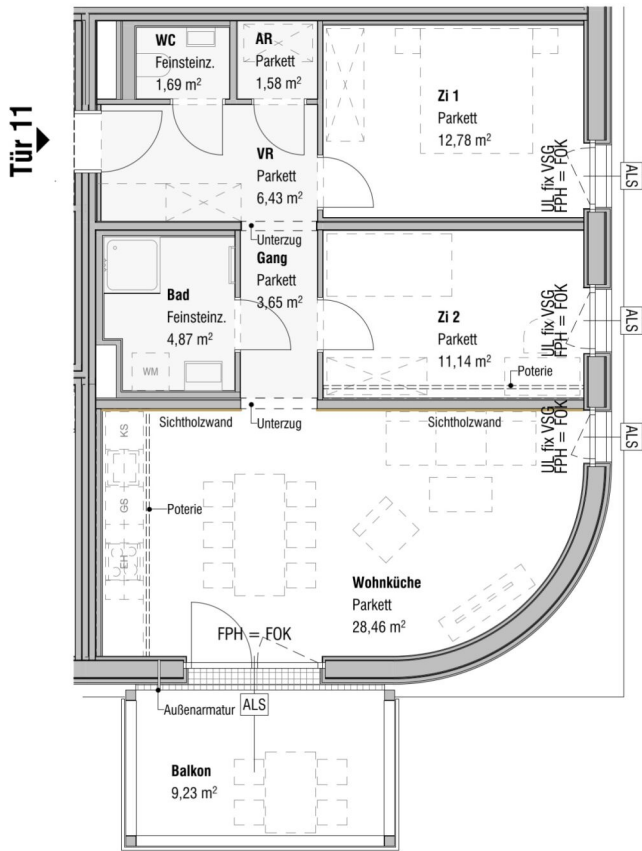 Tür 11
WC
Feinsteinz.
1,69 m²
AR
Parkett
1,58 m²
Zi 1
Parkett
12,78 m²
VR
Parkett
6,43 m²
UL fix VSG
FPH = FOK
ALS
Unterzug
Gang
Parkett
3,65 m²
Bad
Feinsteinz.
4,87 m²
WM
Zi 2
Parkett
11,14 m²
UL fix VSG
FPH = FOK
ALS
Poterie
Sichtholzwand
Unterzug
Sichtholzwand
UL fix VSG
FPH = FOK
ALS
KS
GS
EH
Poterie
Wohnküche
Parkett
28,46 m²
FPH = FOK
Außenarmatur
ALS
Balkon
9,23 m²